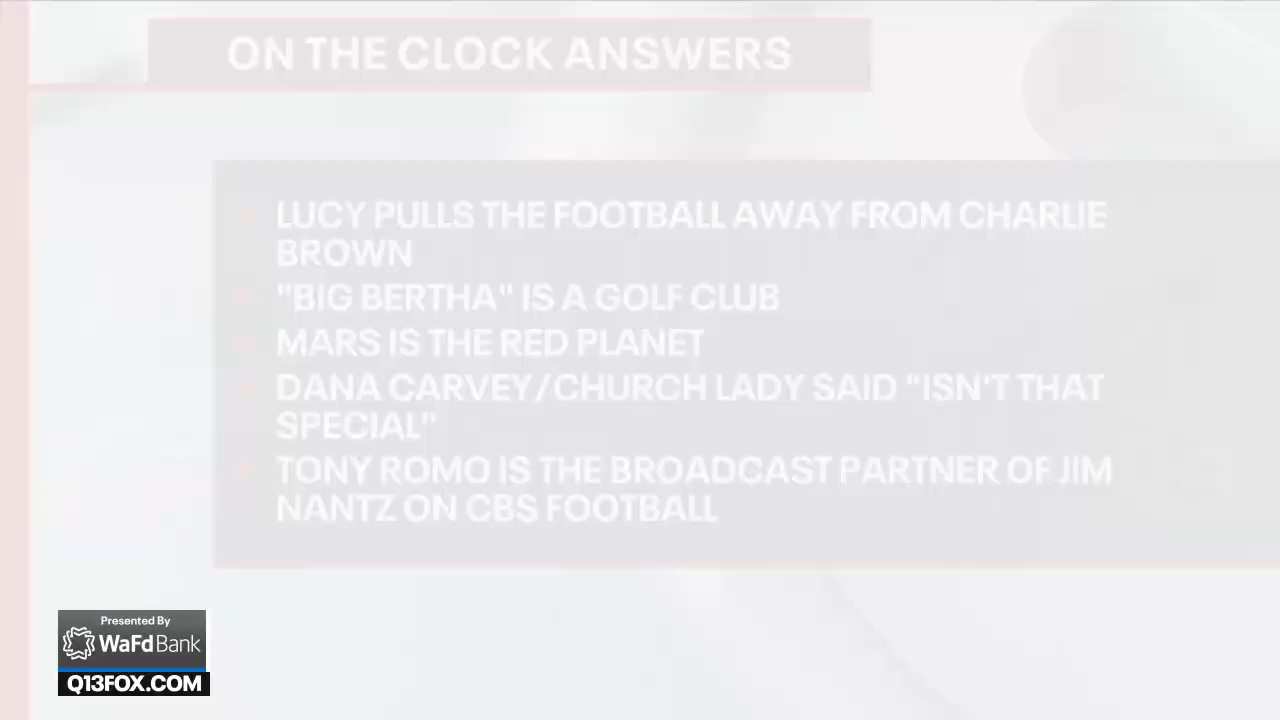 ON THE CLOCK ANSWERS
LUCY PULLS THE FOOTBALL AWAY FROM CHARLIE
BROWN
"BIG BERTHA" IS A GOLF CLUB
MARS IS THE RED PLANET
DANA CARVEY/CHURCH LADY SAID "ISN'T THAT
SPECIAL"
TONY ROMO IS THE BROADCAST PARTNER OF JIM
NANTZ ON CBS FOOTBALL
Presented By
WaFd Bank
Q13FOX.COM